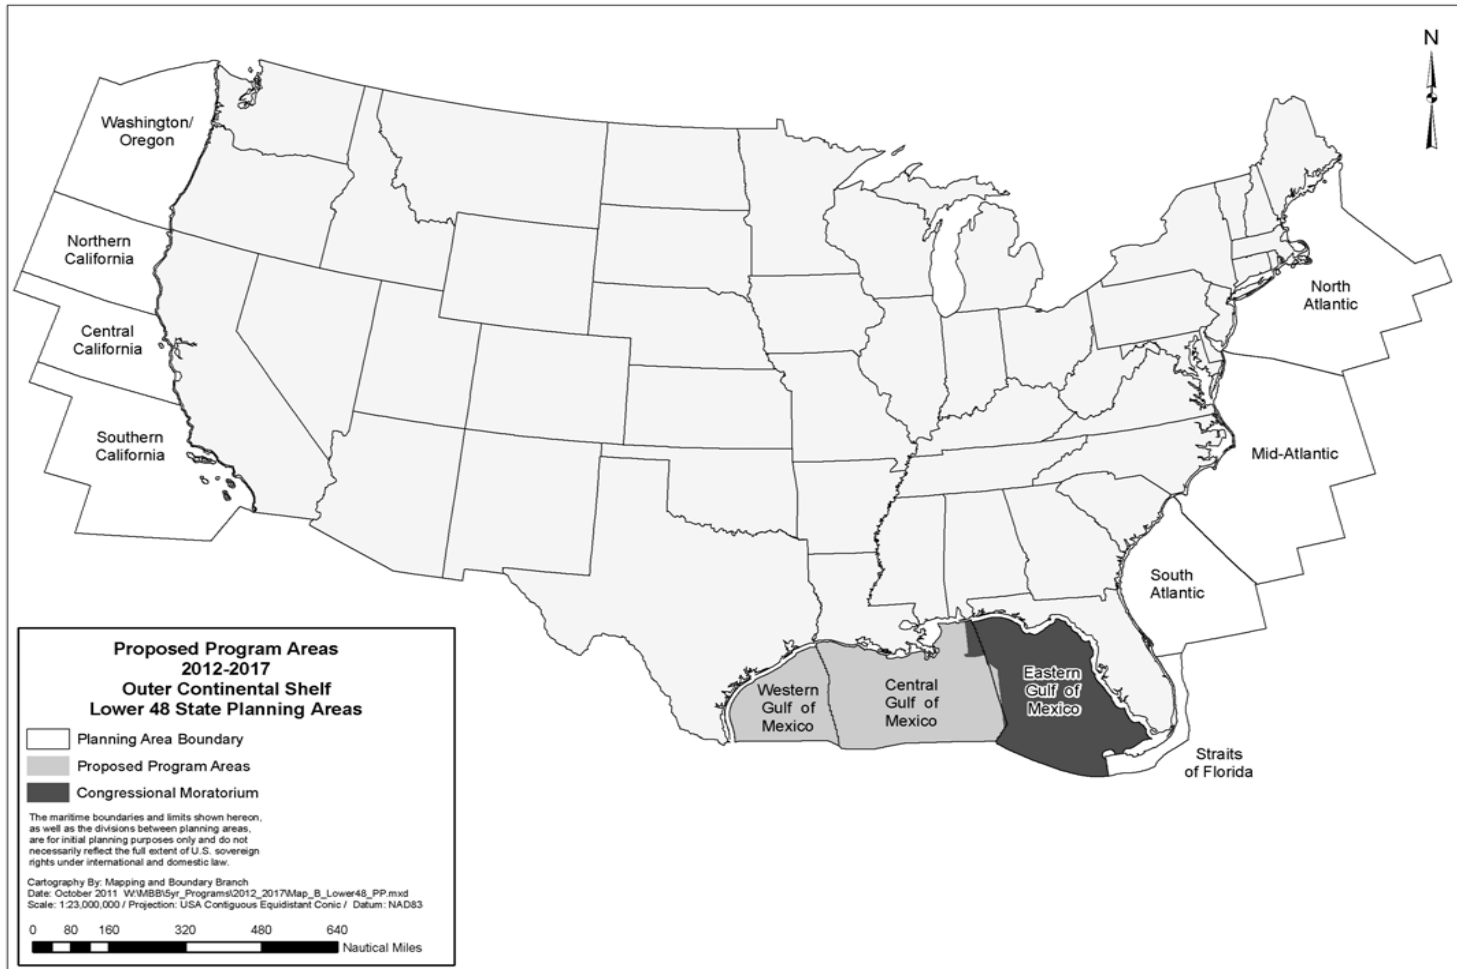 N
Washington/
Oregon
Northern
California
Central
California
Southern
California
North
Atlantic
Mid-Atlantic
South
Atlantic
Straits
of Florida
Western
Gulf of
Mexico
Central
Gulf of
Mexico
Eastern
Gulf of
Mexico
Proposed Program Areas
2012-2017
Outer Continental Shelf
Lower 48 State Planning Areas
Planning Area Boundary
Proposed Program Areas
Congressional Moratorium
The maritime boundaries and limits shown hereon,
as well as the divisions between planning areas,
are for initial planning purposes only and do not
necessarily reflect the full extent of U.S. sovereign
rights under international and domestic law.
Cartography By: Mapping and Boundary Branch
Date: October 2011 W:\MBB\5yr_Programs\2012_2017\Map_B_Lower48_PP.mxd
Scale: 1:23,000,000 / Projection: USA Contiguous Equidistant Conic / Datum: NAD83
0 80 160 320 480 640
Nautical Miles